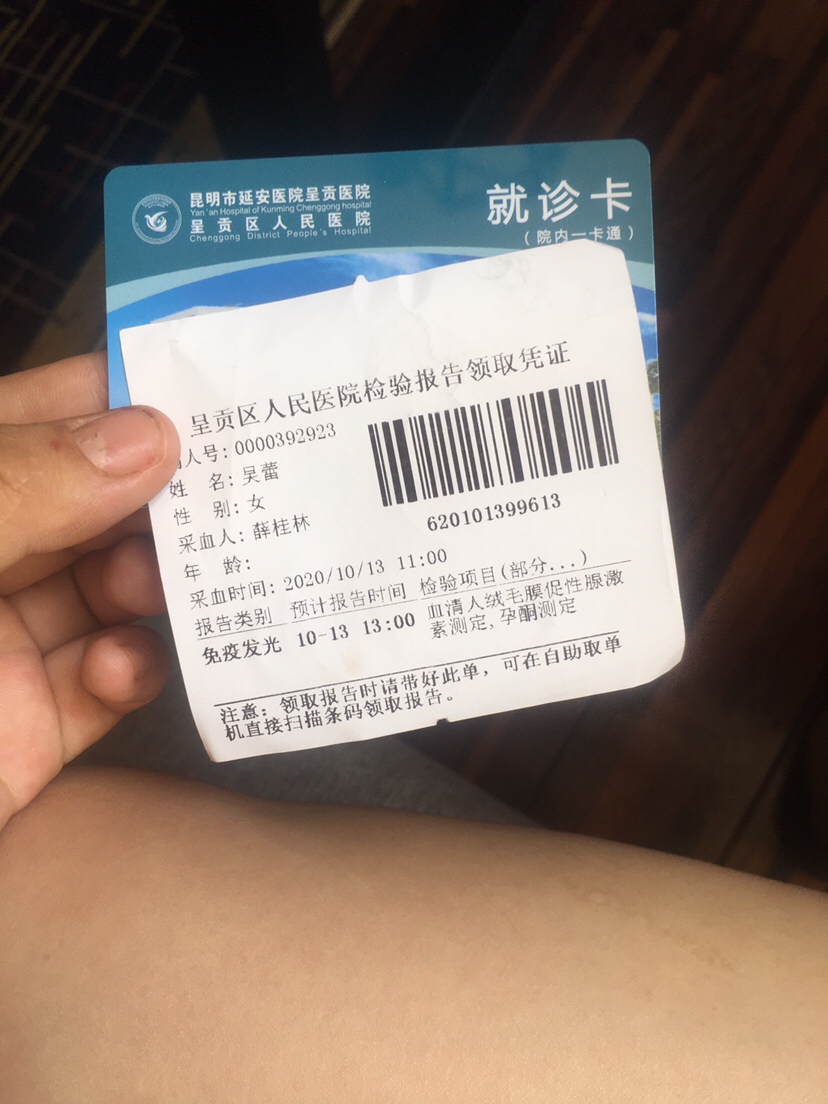 昆明市延安医院呈贡医院
Yan'an Hospital of Kunming Chenggong hospital
呈贡区人民医院
Chenggong District People's Hospital
就诊卡
(院内一卡通)
呈贡区人民医院检验报告领取凭证
人号:0000392923
姓 名:吴蕾
性 别:女
采血人:薛桂林
年 龄:
620101399613
采血时间:2020/10/13 11:00
报告类别 预计报告时间 检验项目(部分...)
免疫发光 10-13 13:00 血清人绒毛膜促性腺激
素测定,孕酮测定
注意:领取报告时请带好此单,可在自助取单
机直接扫描条码领取报告。